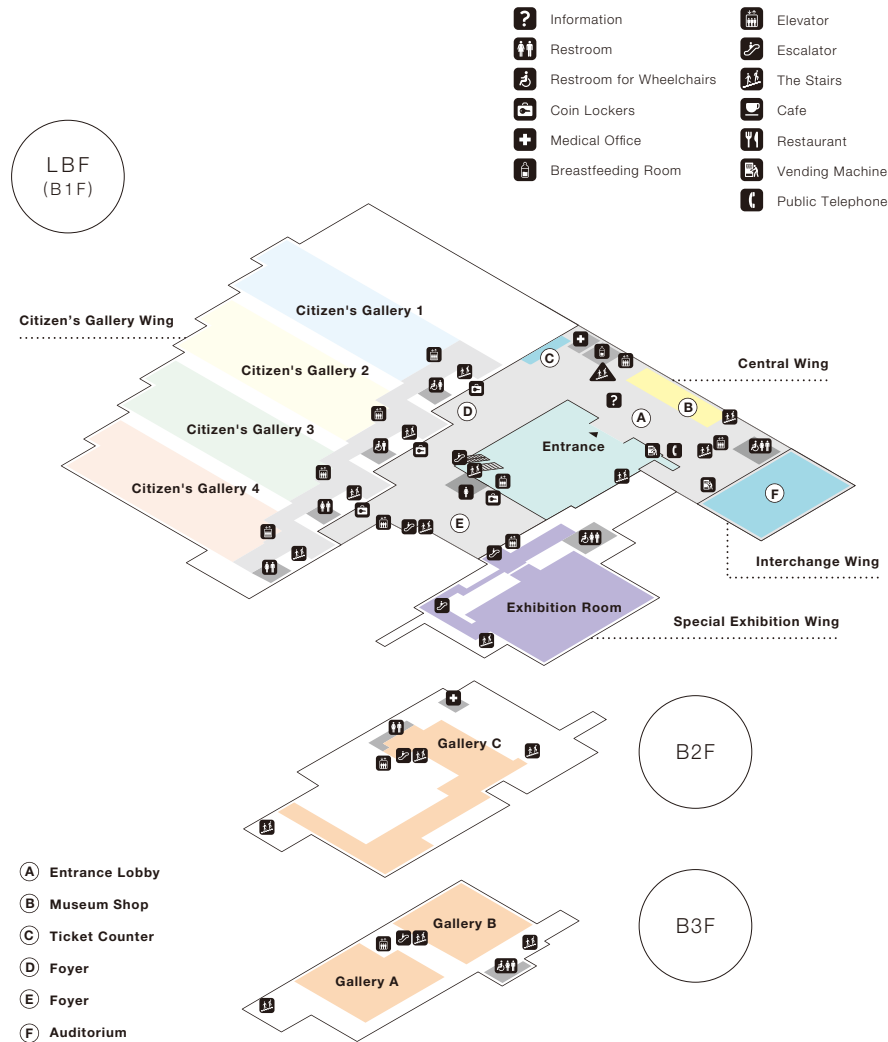 Information
Restroom
Restroom for Wheelchairs
Coin Lockers
Medical Office
Breastfeeding Room
Elevator
Escalator
The Stairs
Cafe
Restaurant
Vending Machine
Public Telephone
LBF
(B1F)
Citizen's Gallery 1
Citizen’s Gallery Wing
Citizen's Gallery 2
Citizen's Gallery 3
Citizen's Gallery 4
C
Central Wing
D
B
A
?
Entrance
F
E
Interchange Wing
Exhibition Room
Special Exhibition Wing
Gallery C
B2F
Gallery B
Gallery A
B3F
A Entrance Lobby
B Museum Shop
C Ticket Counter
D Foyer
E Foyer
F Auditorium